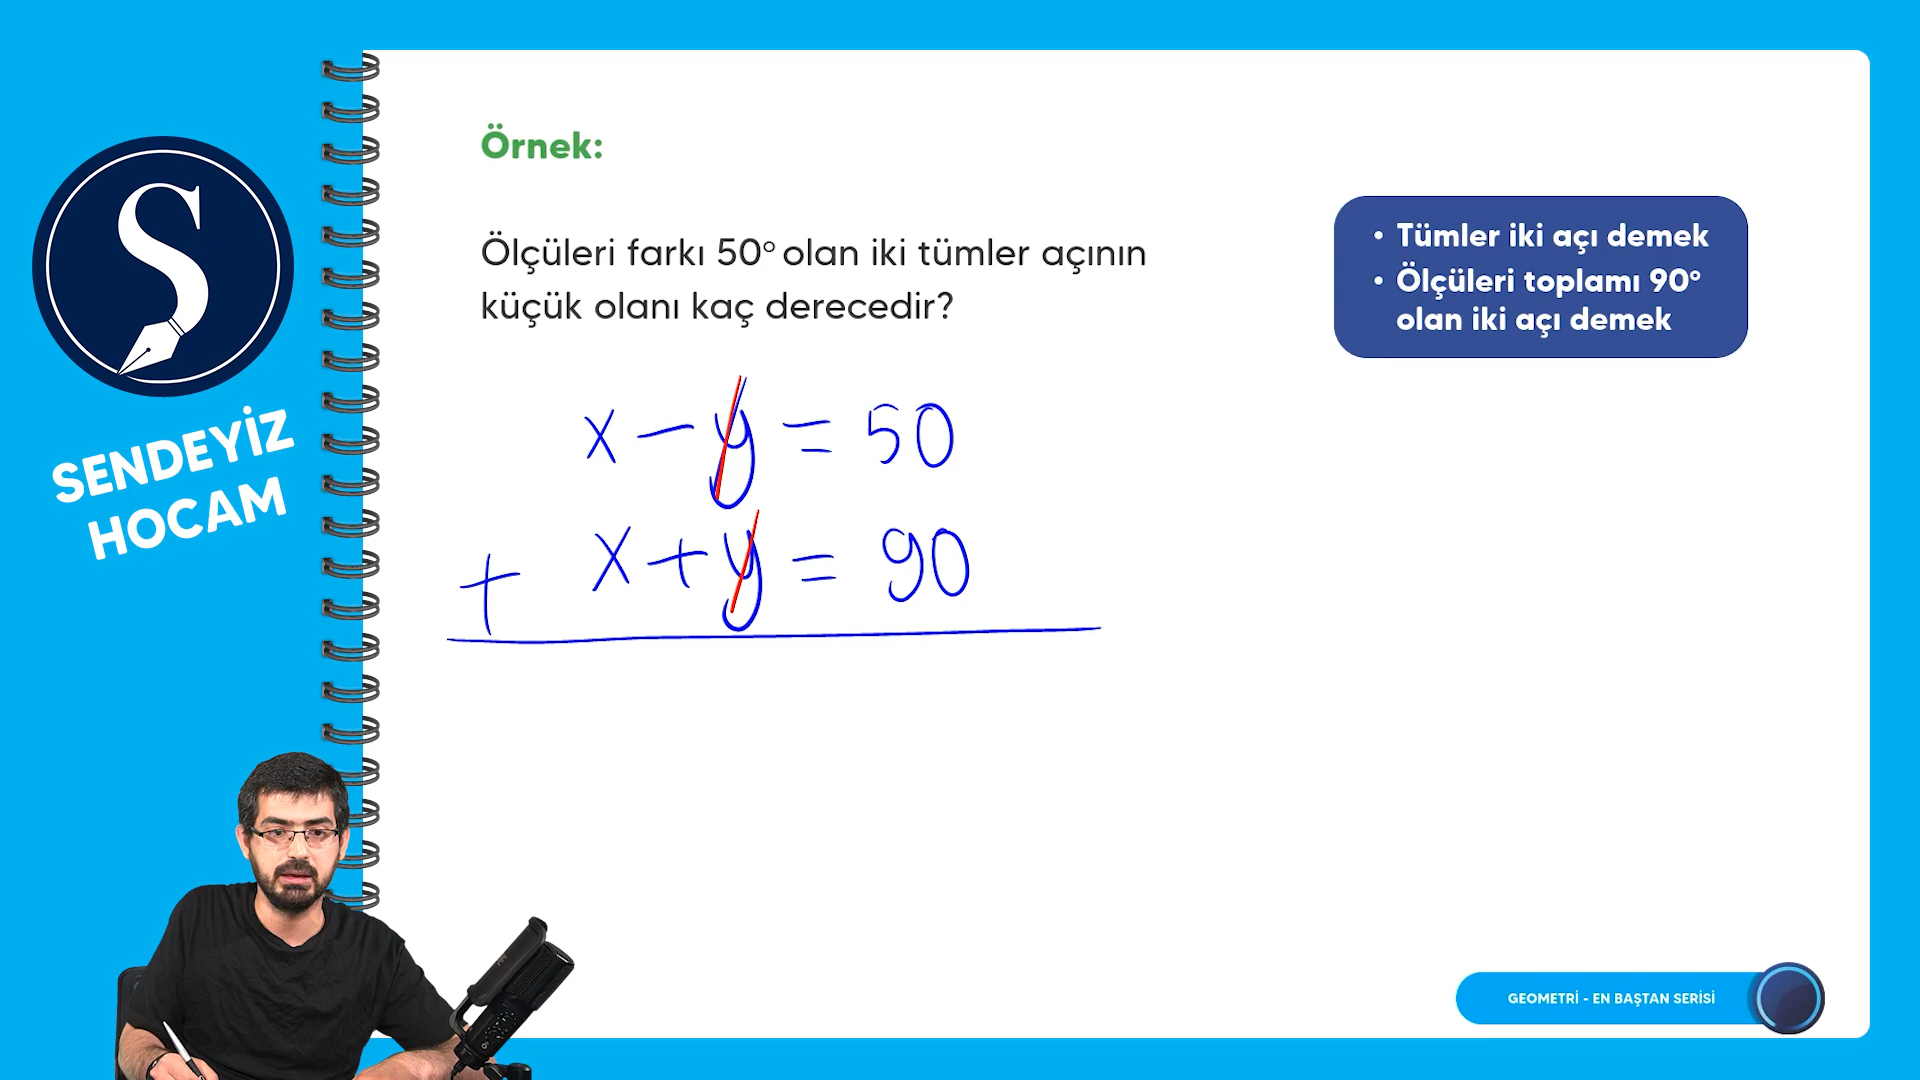 Örnek:
Ölçüleri farkı 50° olan iki tümler açının
küçük olanı kaç derecedir?
• Tümler iki açı demek
• Ölçüleri toplamı 90°
olan iki açı demek
x - y = 50
+ x + y = 90
S
SENDEYİZ
HOCAM
GEOMETRİ - EN BAŞTAN SERİSİ